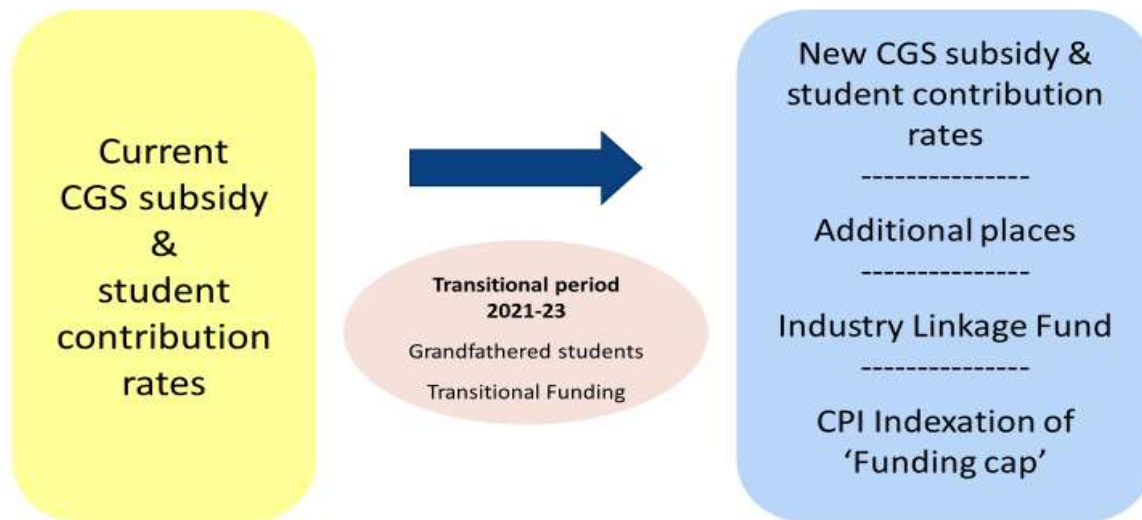 Current
CGS subsidy
&
student
contribution
rates
Transitional period
2021-23
Grandfathered students
Transitional Funding
New CGS subsidy &
student contribution
rates
---------------
Additional places
---------------
Industry Linkage Fund
---------------
CPI Indexation of
‘Funding cap’